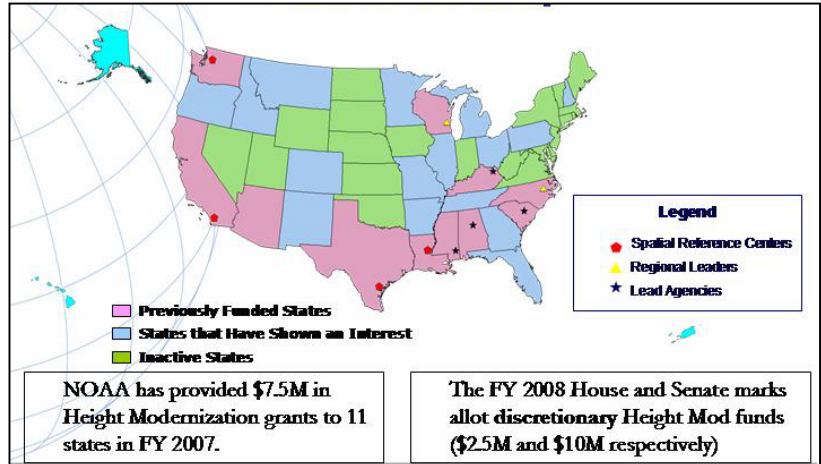 Legend
Spatial Reference Centers
Regional Leaders
Lead Agencies
Previously Funded States
States that Have Shown an Interest
Inactive States
NOAA has provided $7.5M in
Height Modernization grants to 11
states in FY 2007.
The FY 2008 House and Senate marks
allot discretionary Height Mod funds
($2.5M and $10M respectively)